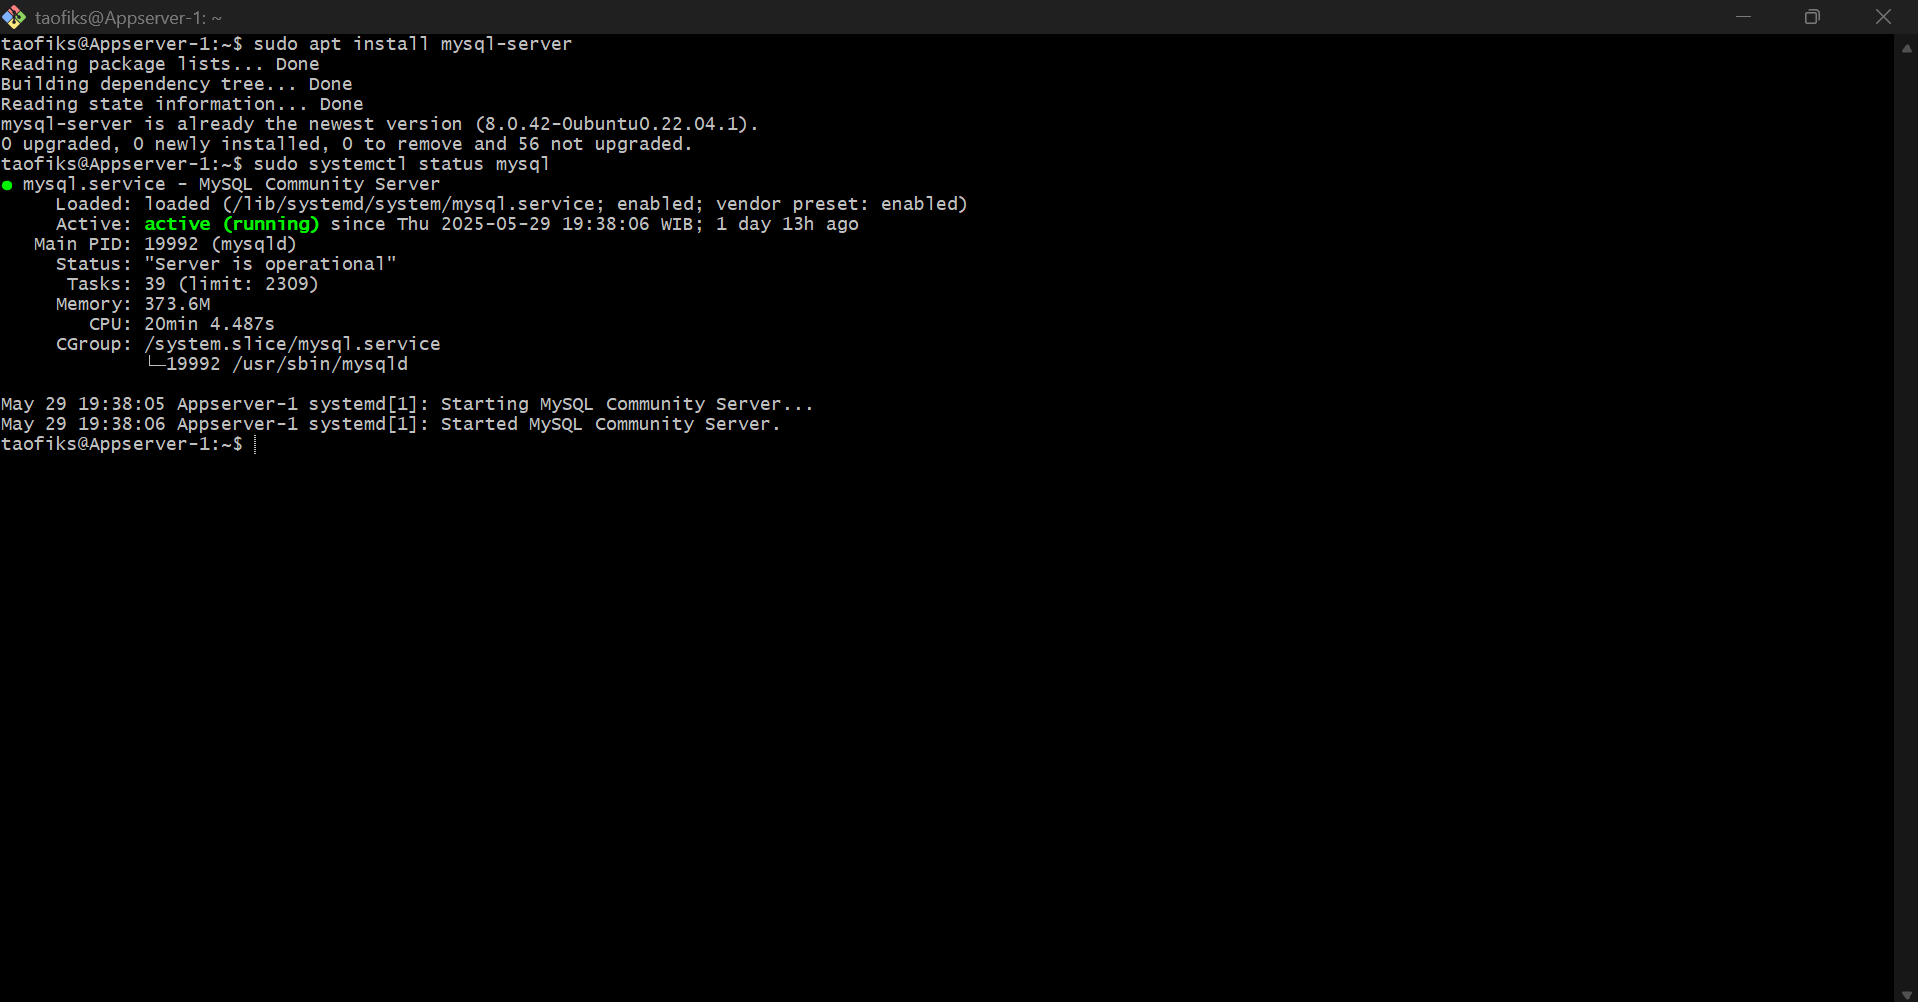 taofiks@Appserver-1: ~
taofiks@Appserver-1:~$ sudo apt install mysql-server
Reading package lists... Done
Building dependency tree... Done
Reading state information... Done
mysql-server is already the newest version (8.0.42-0ubuntu0.22.04.1).
0 upgraded, 0 newly installed, 0 to remove and 56 not upgraded.
taofiks@Appserver-1:~$ sudo systemctl status mysql
● mysql.service - MySQL Community Server
     Loaded: loaded (/lib/systemd/system/mysql.service; enabled; vendor preset: enabled)
     Active: active (running) since Thu 2025-05-29 19:38:06 WIB; 1 day 13h ago
   Main PID: 19992 (mysqld)
     Status: "Server is operational"
      Tasks: 39 (limit: 2309)
     Memory: 373.6M
        CPU: 20min 4.487s
     CGroup: /system.slice/mysql.service
             └─19992 /usr/sbin/mysqld
May 29 19:38:05 Appserver-1 systemd[1]: Starting MySQL Community Server...
May 29 19:38:06 Appserver-1 systemd[1]: Started MySQL Community Server.
taofiks@Appserver-1:~$